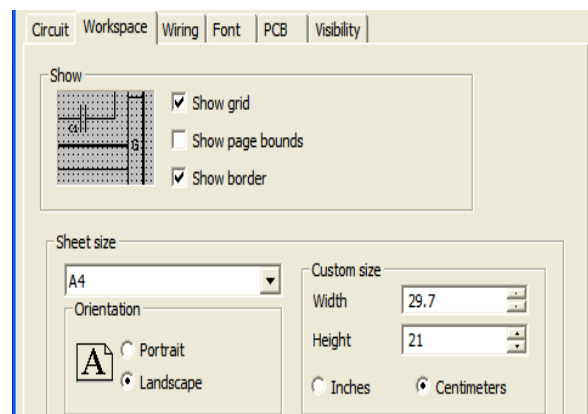 Circuit Workspace Wiring Font PCB Visibility
Show
Show grid
Show page bounds
Show border
Sheet size
A4
Orientation
A
Portrait
Landscape
Custom size
Width 29.7
Height 21
Inches Centimeters